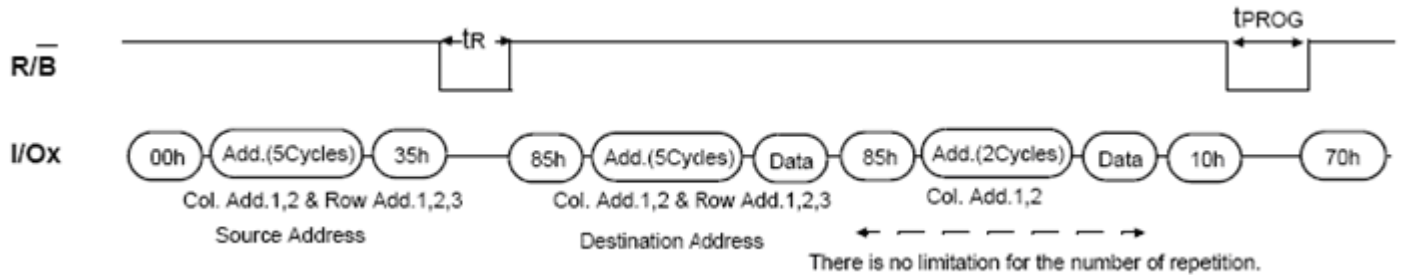 tR
tPROG
R/B̅
I/Ox
00h Add.(5Cycles) 35h 85h Add.(5Cycles) Data 85h Add.(2Cycles) Data 10h 70h
Col. Add.1,2 & Row Add.1,2,3 Col. Add.1,2 & Row Add.1,2,3 Col. Add.1,2
Source Address Destination Address
There is no limitation for the number of repetition.